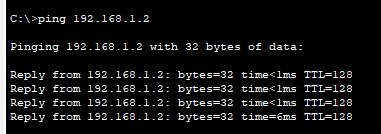 C:\>ping 192.168.1.2
Pinging 192.168.1.2 with 32 bytes of data:
Reply from 192.168.1.2: bytes=32 time<1ms TTL=128
Reply from 192.168.1.2: bytes=32 time<1ms TTL=128
Reply from 192.168.1.2: bytes=32 time<1ms TTL=128
Reply from 192.168.1.2: bytes=32 time=6ms TTL=128